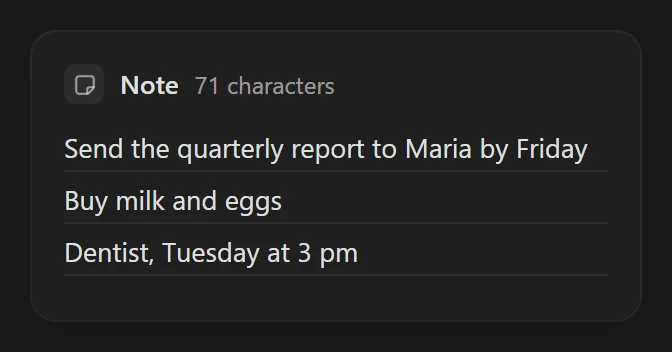 Note 71 characters
Send the quarterly report to Maria by Friday
Buy milk and eggs
Dentist, Tuesday at 3 pm